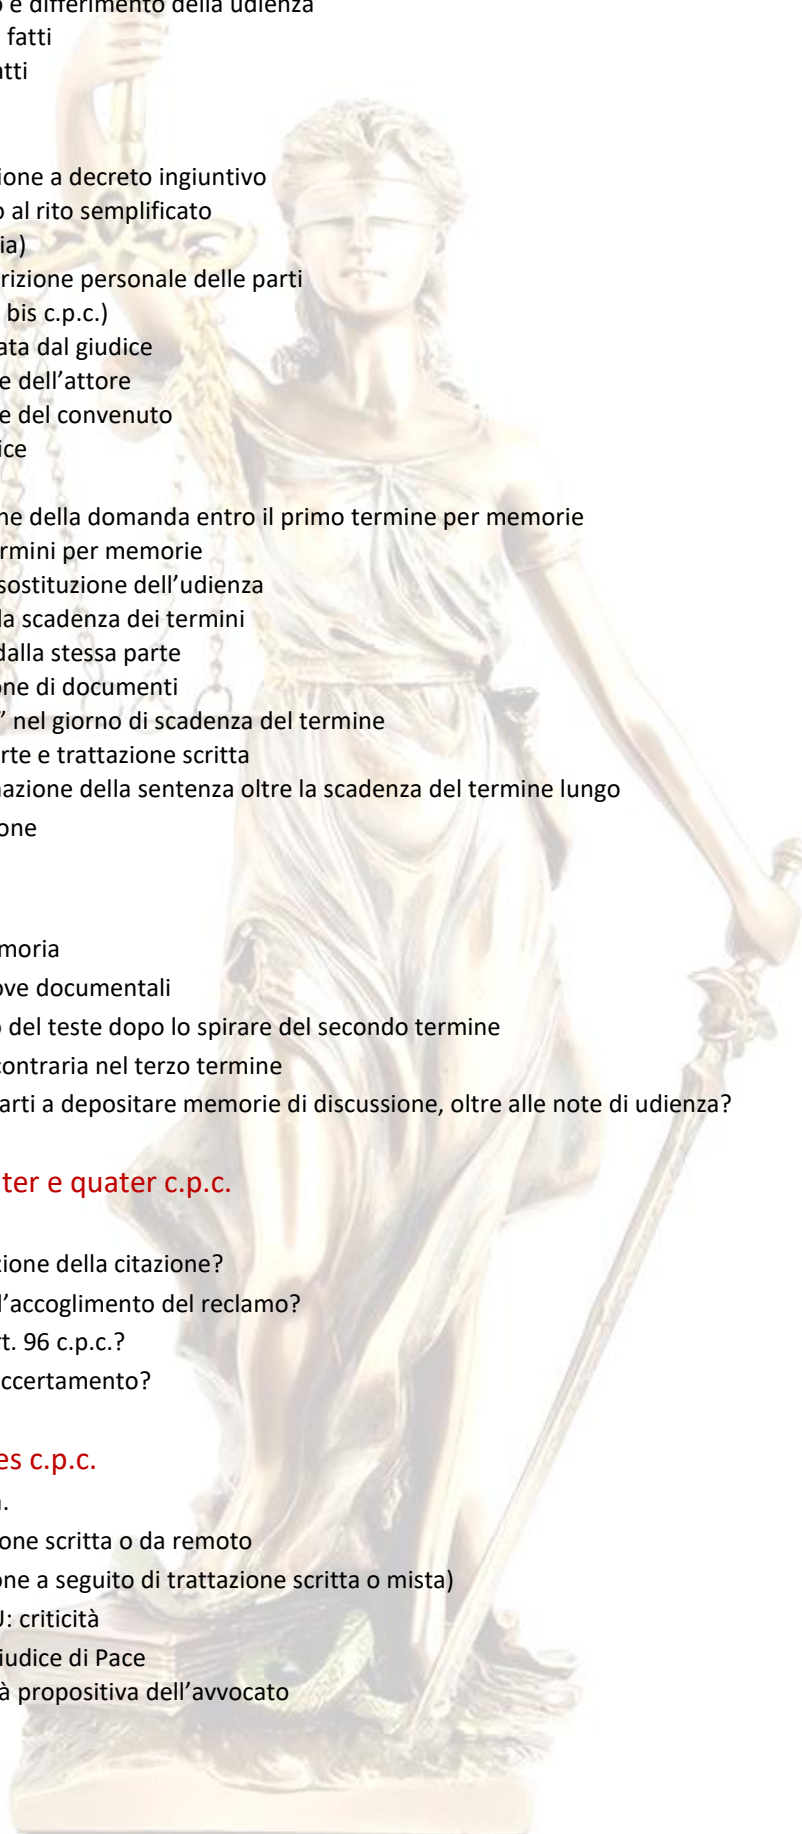 o e differimento della udienza
fatti
atti
ione a decreto ingiuntivo
o al rito semplificato
ia)
rizione personale delle parti
bis c.p.c.)
ata dal giudice
e dell’attore
e del convenuto
ice
ne della domanda entro il primo termine per memorie
ermini per memorie
sostituzione dell’udienza
la scadenza dei termini
dalla stessa parte
one di documenti
” nel giorno di scadenza del termine
arte e trattazione scritta
nazione della sentenza oltre la scadenza del termine lungo
one
moria
ove documentali
o del teste dopo lo spirare del secondo termine
contraria nel terzo termine
arti a depositare memorie di discussione, oltre alle note di udienza?
ter e quater c.p.c.
zione della citazione?
l’accoglimento del reclamo?
rt. 96 c.p.c.?
accertamento?
es c.p.c.
a.
one scritta o da remoto
one a seguito di trattazione scritta o mista)
U: criticità
iudice di Pace
à propositiva dell’avvocato